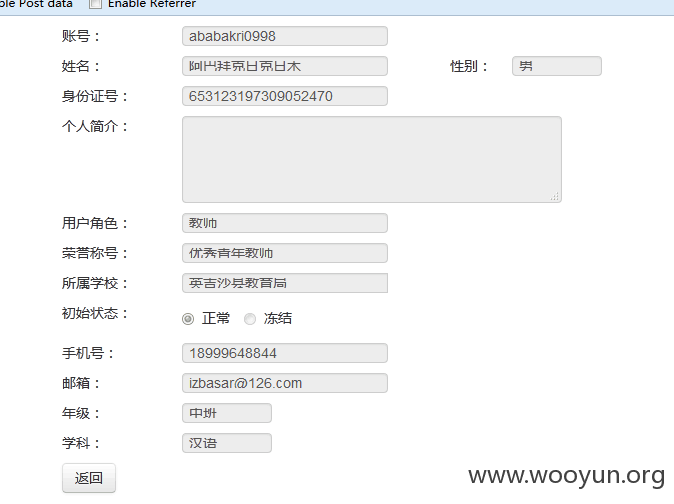 ble Post data Enable Referrer
账号： ababakri0998
姓名： 阿巴拜克日克日木 性别： 男
身份证号： 653123197309052470
个人简介：
用户角色： 教师
荣誉称号： 优秀青年教师
所属学校： 英吉沙县教育局
初始状态： 正常 冻结
手机号： 18999648844
邮箱： izbasar@126.com
年级： 中班
学科： 汉语
返回
www.wooyun.org